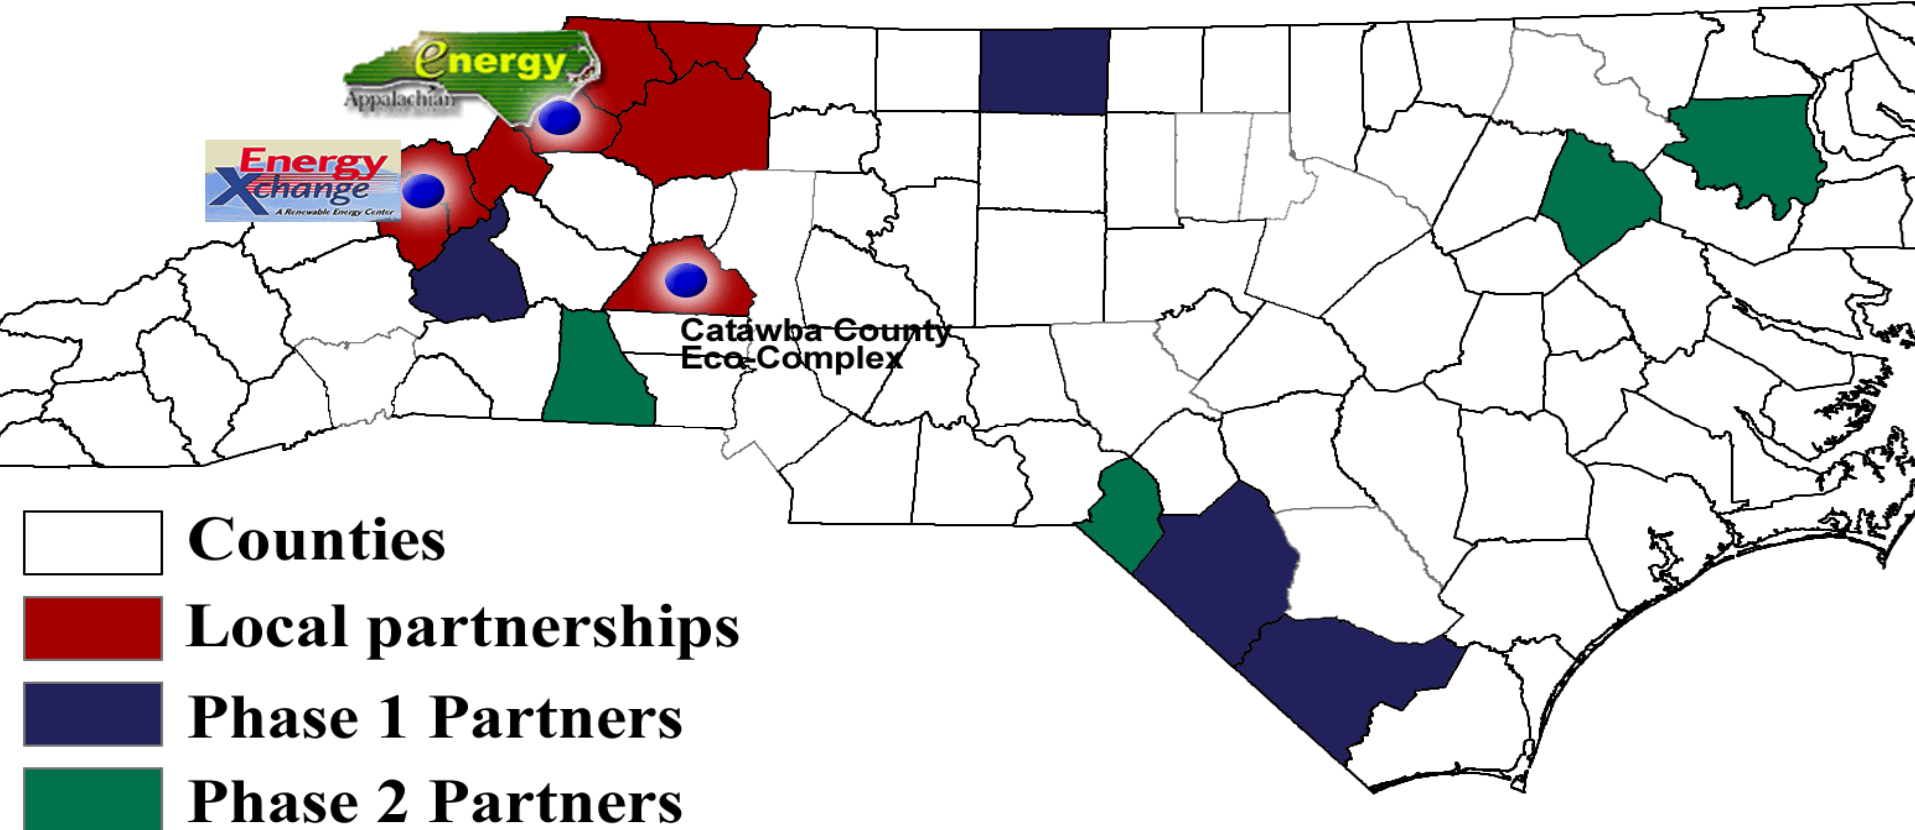 energy
Appalachian
Energy
Xchange
A Renewable Energy Center
Catawba County
Eco-Complex
Counties
Local partnerships
Phase 1 Partners
Phase 2 Partners